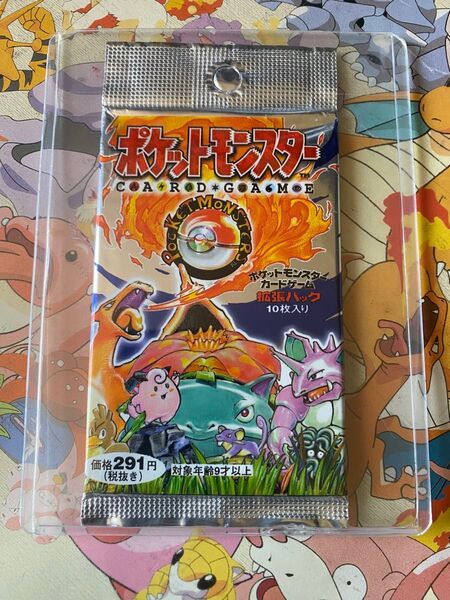 ポケットモンスター™
CARD★GAME
POCKET MONSTERS
ポケットモンスター
カードゲーム
拡張パック
10枚入り
価格291円
(税抜き)
対象年齢9才以上